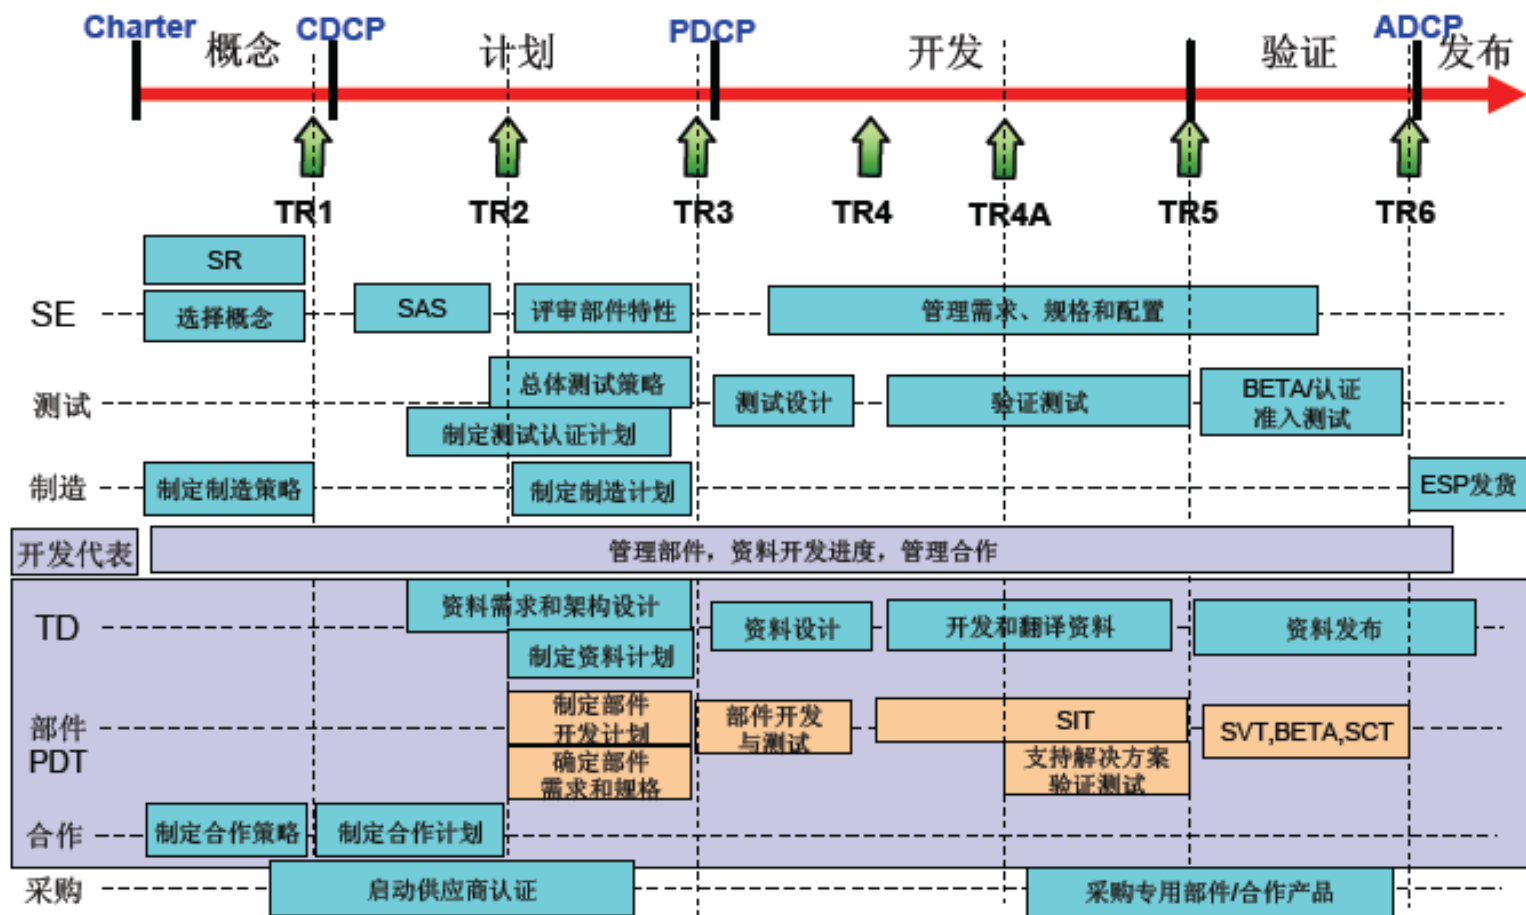 Charter
概念
CDCP
计划
PDCP
开发
验证
ADCP
发布
TR1
TR2
TR3
TR4
TR4A
TR5
TR6
SR
SE
选择概念
SAS
评审部件特性
管理需求、规格和配置
测试
总体测试策略
制定测试认证计划
测试设计
验证测试
BETA/认证
准入测试
制造
制定制造策略
制定制造计划
ESP发货
开发代表
管理部件，资料开发进度，管理合作
TD
资料需求和架构设计
制定资料计划
资料设计
开发和翻译资料
资料发布
部件
PDT
制定部件
开发计划
确定部件
需求和规格
部件开发
与测试
SIT
支持解决方案
验证测试
SVT,BETA,SCT
合作
制定合作策略
制定合作计划
采购
启动供应商认证
采购专用部件/合作产品